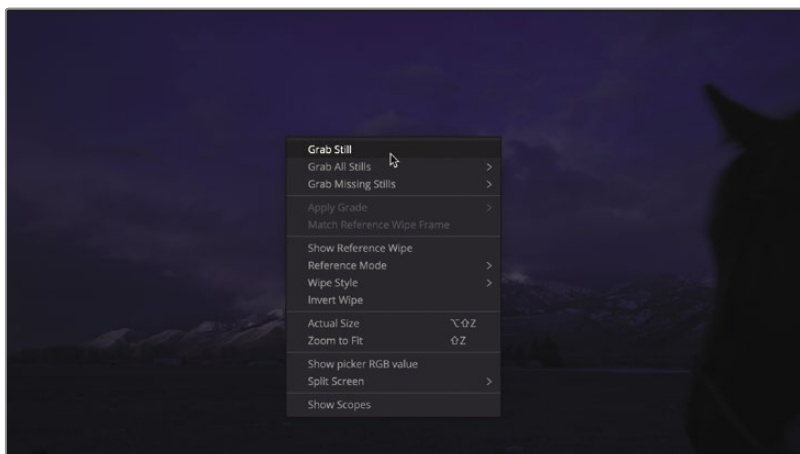 Grab Still
Grab All Stills
Grab Missing Stills
Apply Grade
Match Reference Wipe Frame
Show Reference Wipe
Reference Mode
Wipe Style
Invert Wipe
Actual Size ⌥⇧Z
Zoom to Fit ⇧Z
Show picker RGB value
Split Screen
Show Scopes